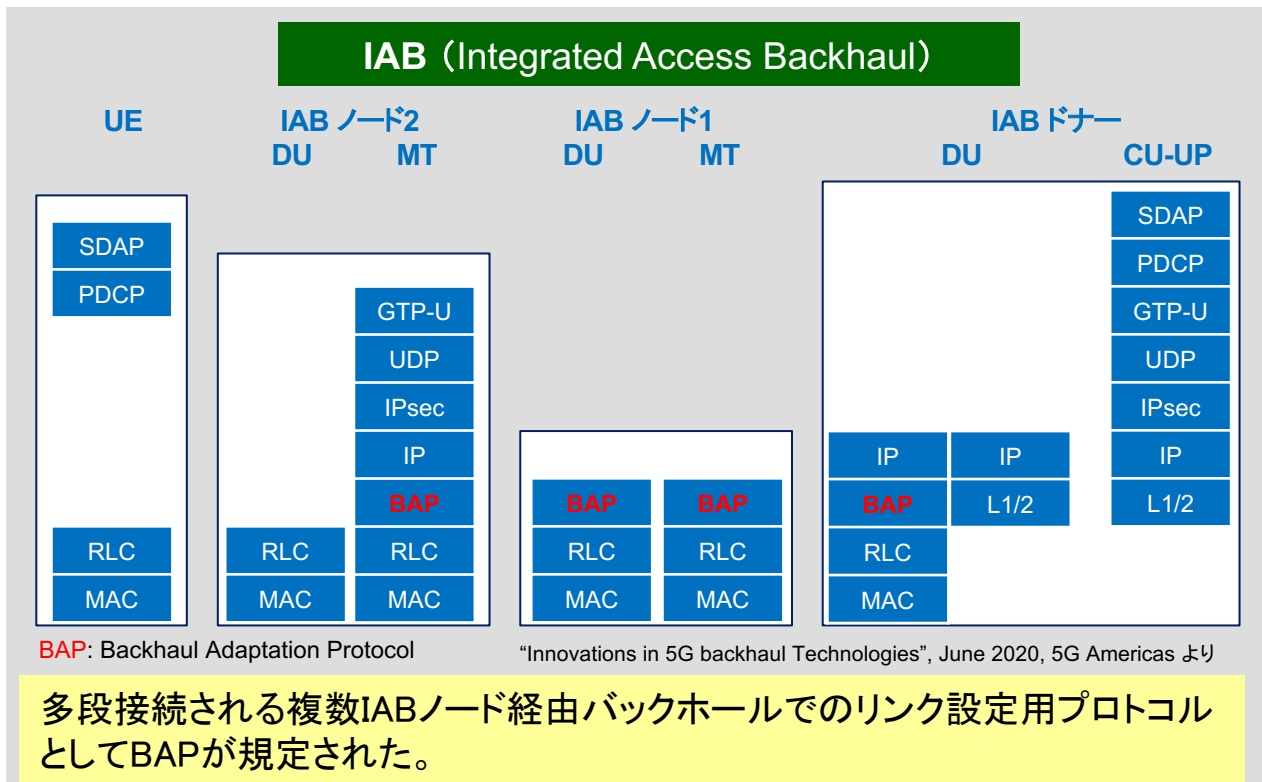 IAB（Integrated Access Backhaul）
UE
IAB ノード2
DU MT
IAB ノード1
DU MT
IAB ドナー
DU CU-UP
SDAP
PDCP
RLC
MAC
RLC
MAC
GTP-U
UDP
IPsec
IP
BAP
RLC
MAC
BAP
RLC
MAC
BAP
RLC
MAC
IP
BAP
RLC
MAC
IP
L1/2
SDAP
PDCP
GTP-U
UDP
IPsec
IP
L1/2
BAP: Backhaul Adaptation Protocol
“Innovations in 5G backhaul Technologies”, June 2020, 5G Americas より
多段接続される複数IABノード経由バックホールでのリンク設定用プロトコル
としてBAPが規定された。